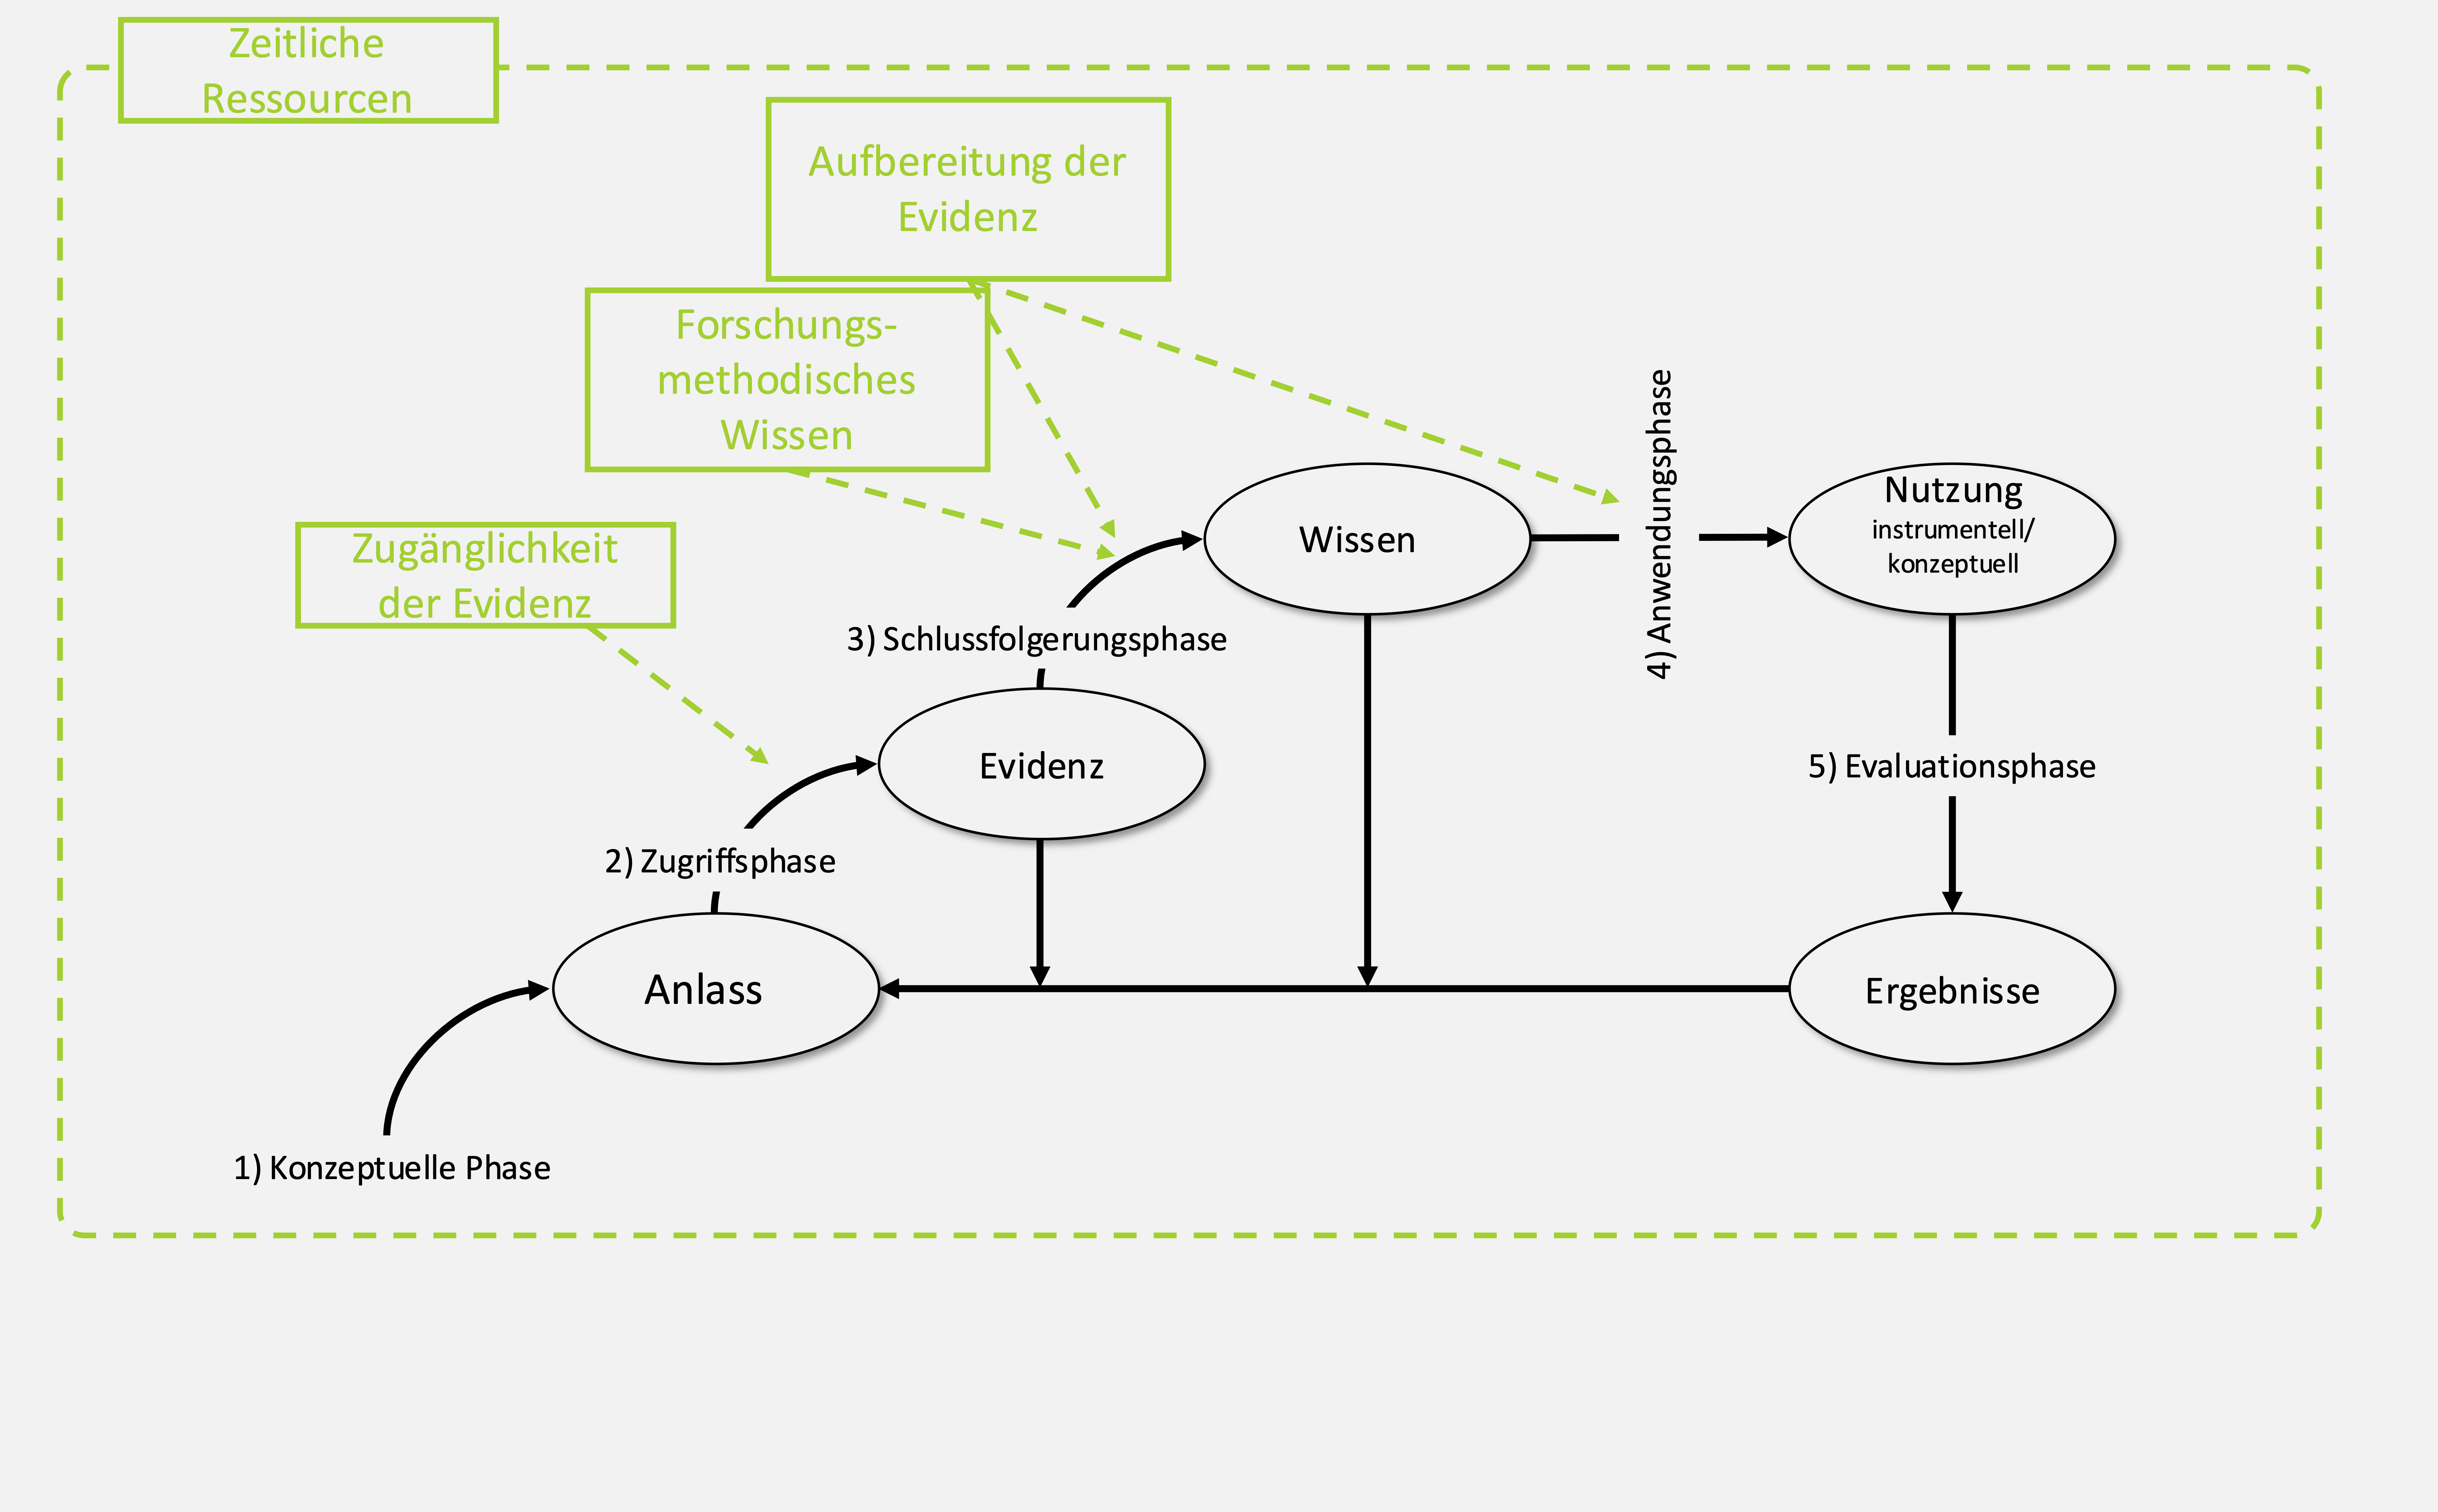 Zeitliche
Ressourcen
Aufbereitung der
Evidenz
Forschungs-
methodisches
Wissen
Zugänglichkeit
der Evidenz
Wissen
4) Anwendungsphase
Nutzung
instrumentell/
konzeptuell
3) Schlussfolgerungsphase
Evidenz
5) Evaluationsphase
2) Zugriffsphase
Anlass
Ergebnisse
1) Konzeptuelle Phase